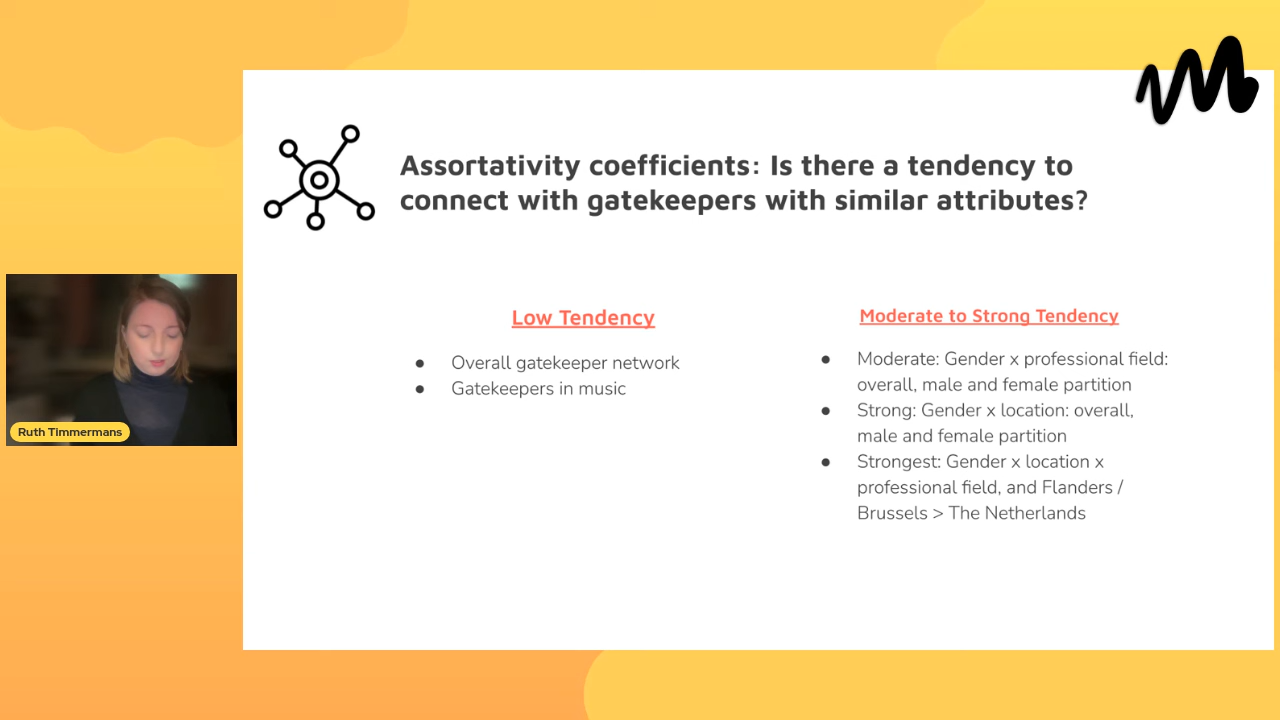 Assortativity coefficients: Is there a tendency to
connect with gatekeepers with similar attributes?
Low Tendency
● Overall gatekeeper network
● Gatekeepers in music
Moderate to Strong Tendency
● Moderate: Gender x professional field:
overall, male and female partition
● Strong: Gender x location: overall,
male and female partition
● Strongest: Gender x location x
professional field, and Flanders /
Brussels > The Netherlands
Ruth Timmermans